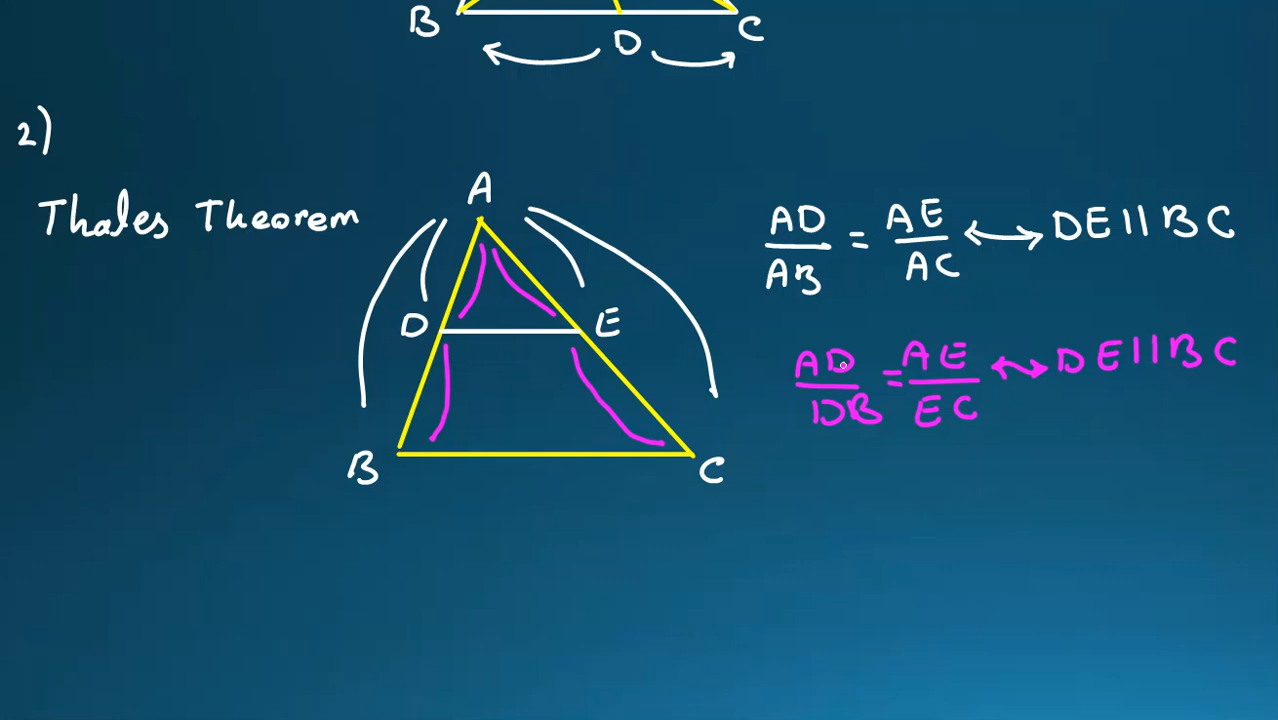 B D C
2)
Thales Theorem
A
D E
B C
AD/AB = AE/AC ↔ DE || BC
AD/DB = AE/EC ↔ DE || BC